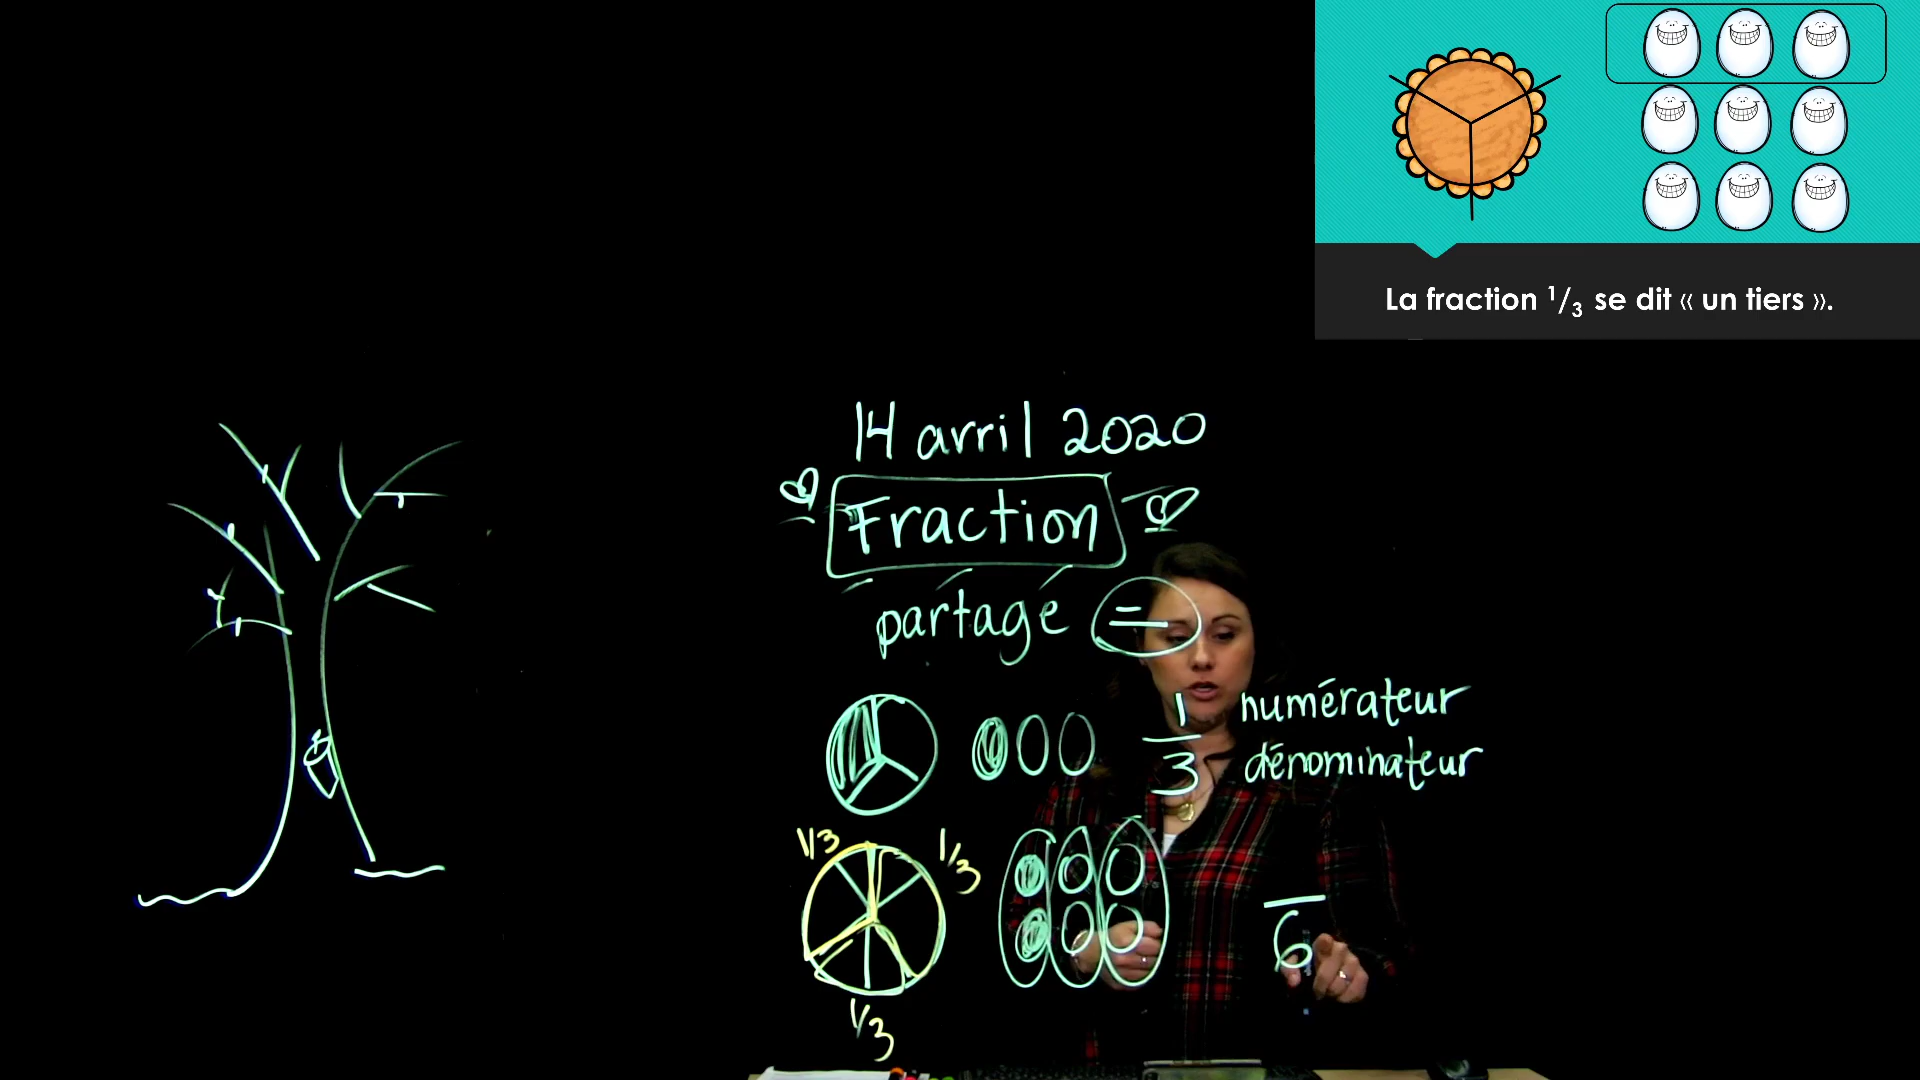 La fraction 1/3 se dit « un tiers ».
14 avril 2020
Fraction
partagé =
1/3 numérateur
dénominateur
1/3 1/3
6
1/3